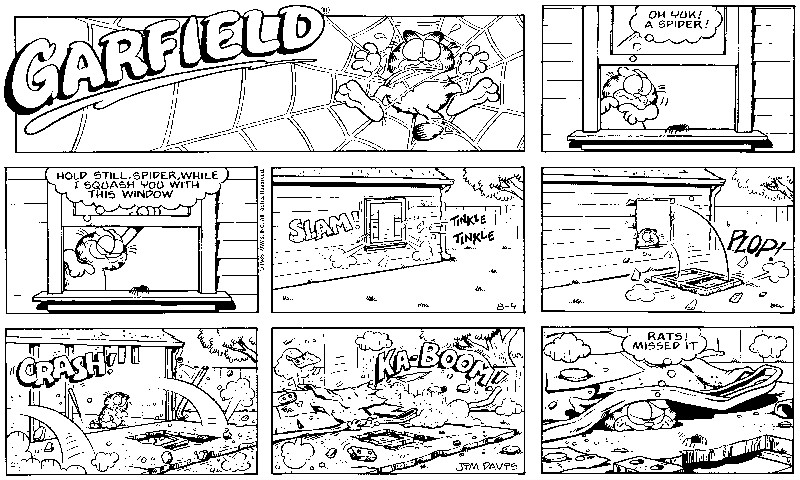 GARFIELD
OH YUK!
A SPIDER!
HOLD STILL, SPIDER, WHILE
I SQUASH YOU WITH
THIS WINDOW
SLAM!
TINKLE
TINKLE
8-4
PLOP!
CRASH!!!
KA-BOOM!!
JIM DAVIS
RATS!
MISSED IT